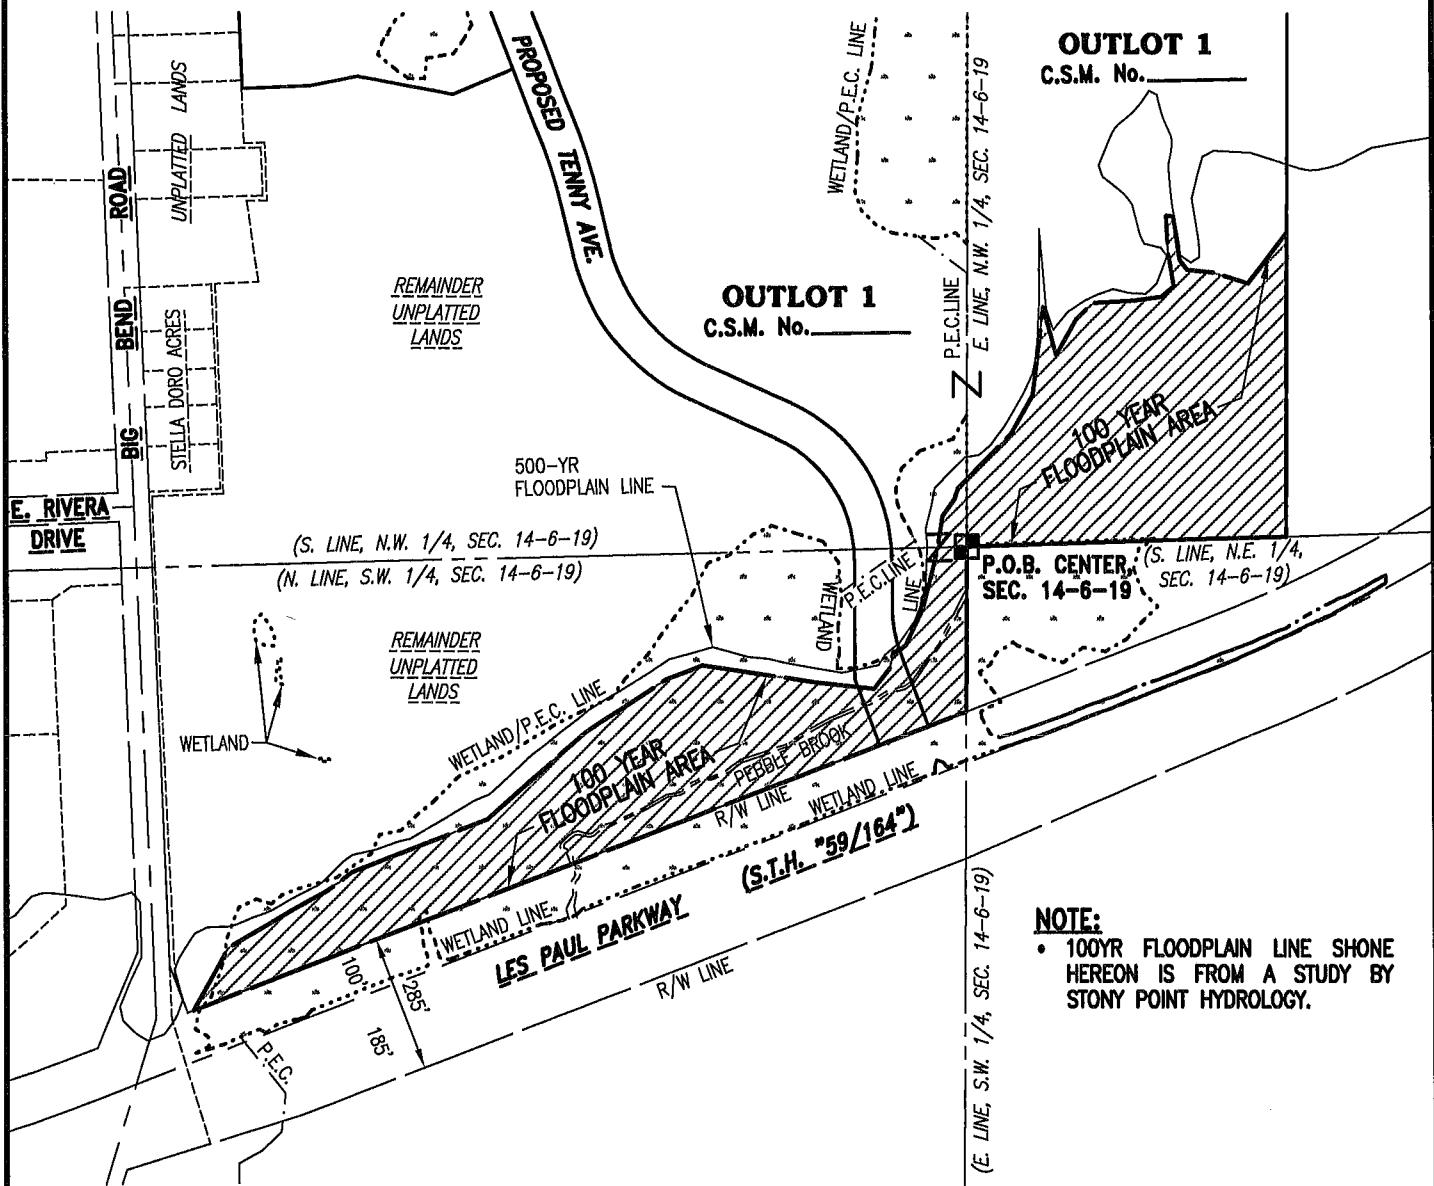 OUTLOT 1
C.S.M. No.
PROPOSED TENNY AVE.
WETLAND/P.E.C. LINE
E. LINE, N.W. 1/4, SEC. 14-6-19
UNPLATTED LANDS
BIG BEND ROAD
REMAINDER
UNPLATTED
LANDS
OUTLOT 1
C.S.M. No.
P.E.C.LINE
STELLA DORO ACRES
100 YEAR
FLOODPLAIN AREA
500-YR
FLOODPLAIN LINE
E. RIVERA
DRIVE
(S. LINE, N.W. 1/4, SEC. 14-6-19)
(N. LINE, S.W. 1/4, SEC. 14-6-19)
P.E.C.LINE
WETLAND
LINE
P.O.B. CENTER,
SEC. 14-6-19
(S. LINE, N.E. 1/4,
SEC. 14-6-19)
REMAINDER
UNPLATTED
LANDS
WETLAND/P.E.C. LINE
WETLAND
100 YEAR
FLOODPLAIN AREA
PEBBLE BROOK
R/W LINE
WETLAND LINE
(S.T.H. "59/164")
WETLAND LINE
LES PAUL PARKWAY
R/W LINE
100'
285'
185'
P.E.C.
(E. LINE, S.W. 1/4, SEC. 14-6-19)
NOTE:
• 100YR FLOODPLAIN LINE SHONE
HEREON IS FROM A STUDY BY
STONY POINT HYDROLOGY.